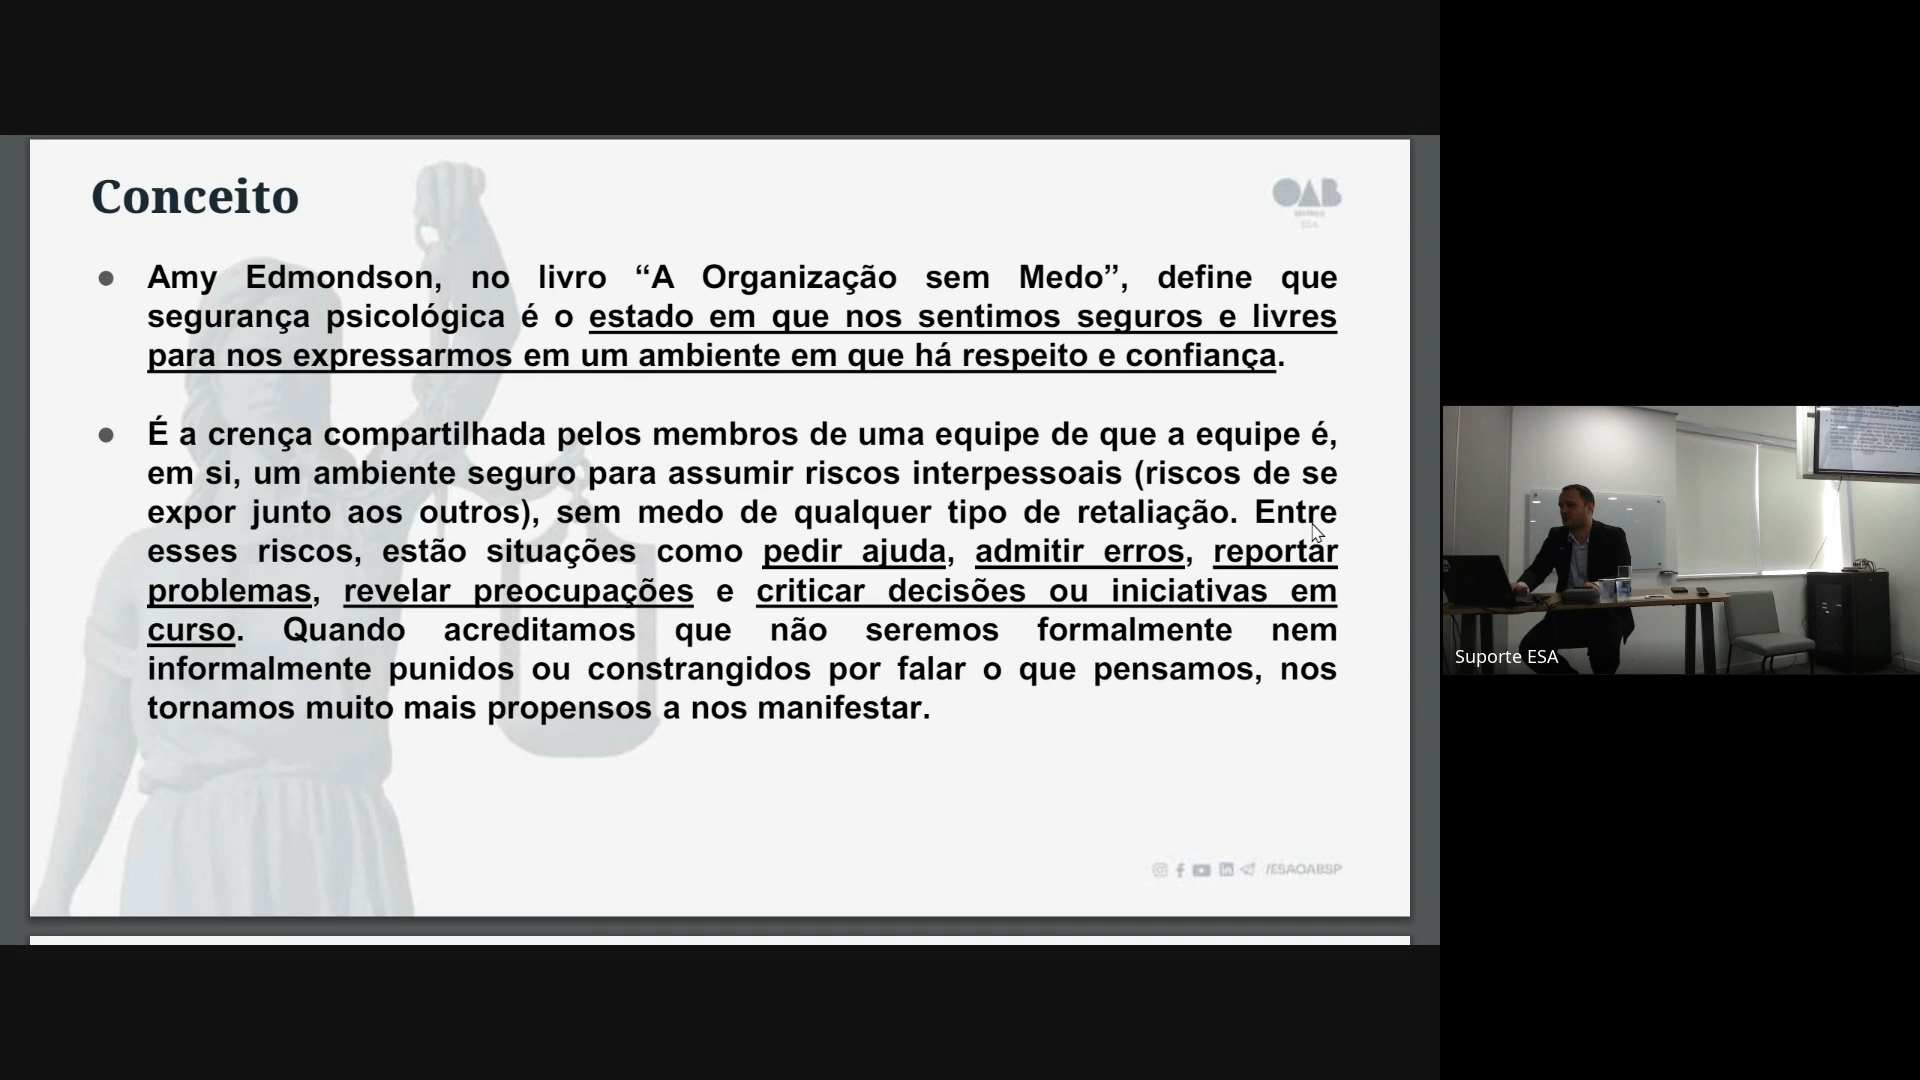 Conceito
OAB
Amy Edmondson, no livro “A Organização sem Medo”, define que
segurança psicológica é o estado em que nos sentimos seguros e livres
para nos expressarmos em um ambiente em que há respeito e confiança.
É a crença compartilhada pelos membros de uma equipe de que a equipe é,
em si, um ambiente seguro para assumir riscos interpessoais (riscos de se
expor junto aos outros), sem medo de qualquer tipo de retaliação. Entre
esses riscos, estão situações como pedir ajuda, admitir erros, reportar
problemas, revelar preocupações e criticar decisões ou iniciativas em
curso. Quando acreditamos que não seremos formalmente nem
informalmente punidos ou constrangidos por falar o que pensamos, nos
tornamos muito mais propensos a nos manifestar.
/ESAOABSP
Suporte ESA